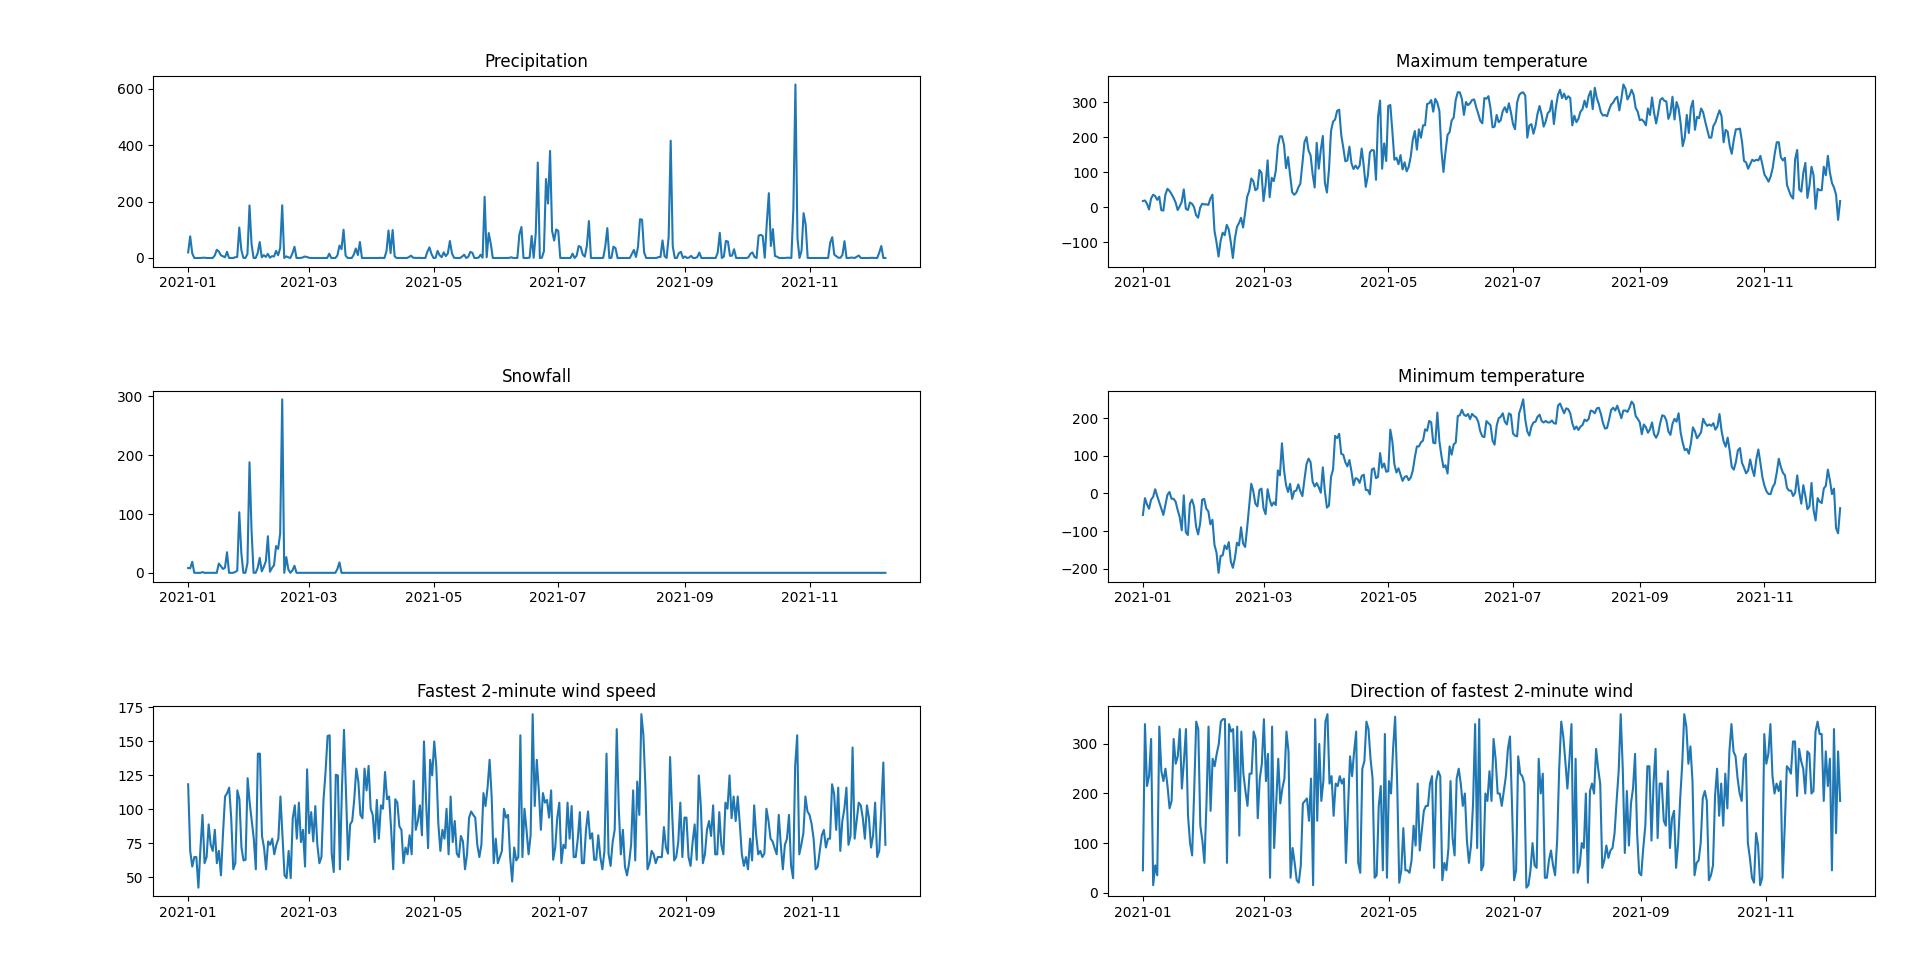 Precipitation
600
400
200
0
2021-01 2021-03 2021-05 2021-07 2021-09 2021-11
Maximum temperature
300
200
100
0
−100
2021-01 2021-03 2021-05 2021-07 2021-09 2021-11
Snowfall
300
200
100
0
2021-01 2021-03 2021-05 2021-07 2021-09 2021-11
Minimum temperature
200
100
0
−100
−200
2021-01 2021-03 2021-05 2021-07 2021-09 2021-11
Fastest 2-minute wind speed
175
150
125
100
75
50
2021-01 2021-03 2021-05 2021-07 2021-09 2021-11
Direction of fastest 2-minute wind
300
200
100
0
2021-01 2021-03 2021-05 2021-07 2021-09 2021-11